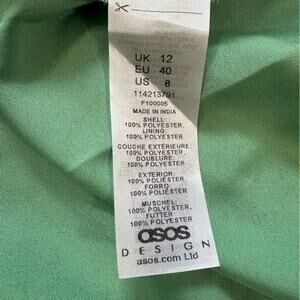 UK 12
EU 40
US 8
114213791
F100005
MADE IN INDIA
SHELL:
100% POLYESTER,
LINING:
100% POLYESTER,
COUCHE EXTÉRIEURE:
100% POLYESTER,
DOUBLURE:
100% POLYESTER,
EXTERIOR:
100% POLIÉSTER,
FORRO:
100% POLIÉSTER,
MUSCHEL:
100% POLYESTER,
FUTTER:
100% POLYESTER
asos
DESIGN
asos.com Ltd